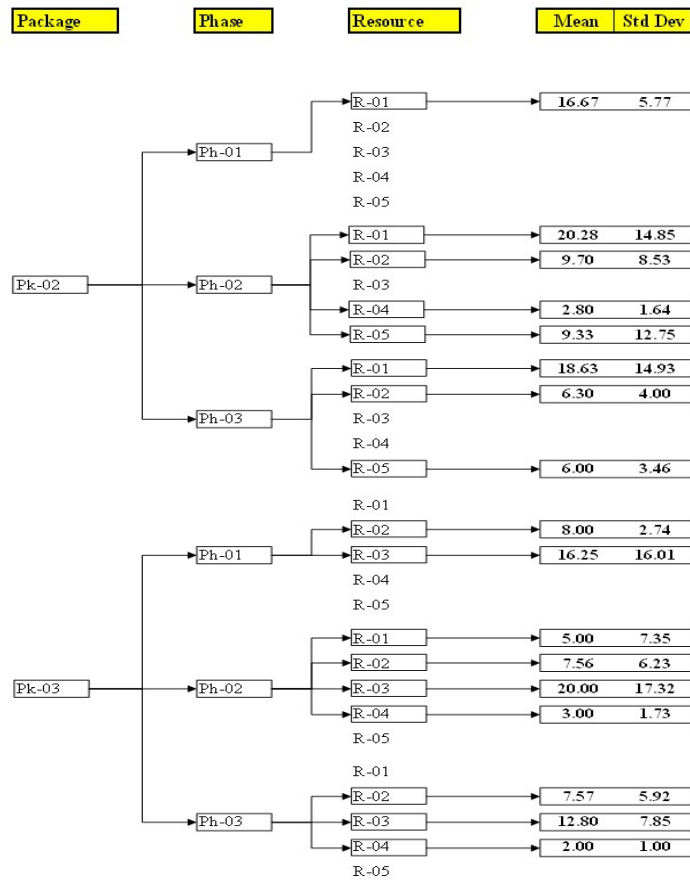 Package Phase Resource Mean Std Dev
R-01 16.67 5.77
R-02
Ph-01 R-03
R-04
R-05
R-01 20.28 14.85
R-02 9.70 8.53
Pk-02 Ph-02 R-03
R-04 2.80 1.64
R-05 9.33 12.75
R-01 18.63 14.93
R-02 6.30 4.00
Ph-03 R-03
R-04
R-05 6.00 3.46
R-01
R-02 8.00 2.74
Ph-01 R-03 16.25 16.01
R-04
R-05
R-01 5.00 7.35
R-02 7.56 6.23
Pk-03 Ph-02 R-03 20.00 17.32
R-04 3.00 1.73
R-05
R-01
R-02 7.57 5.92
Ph-03 R-03 12.80 7.85
R-04 2.00 1.00
R-05